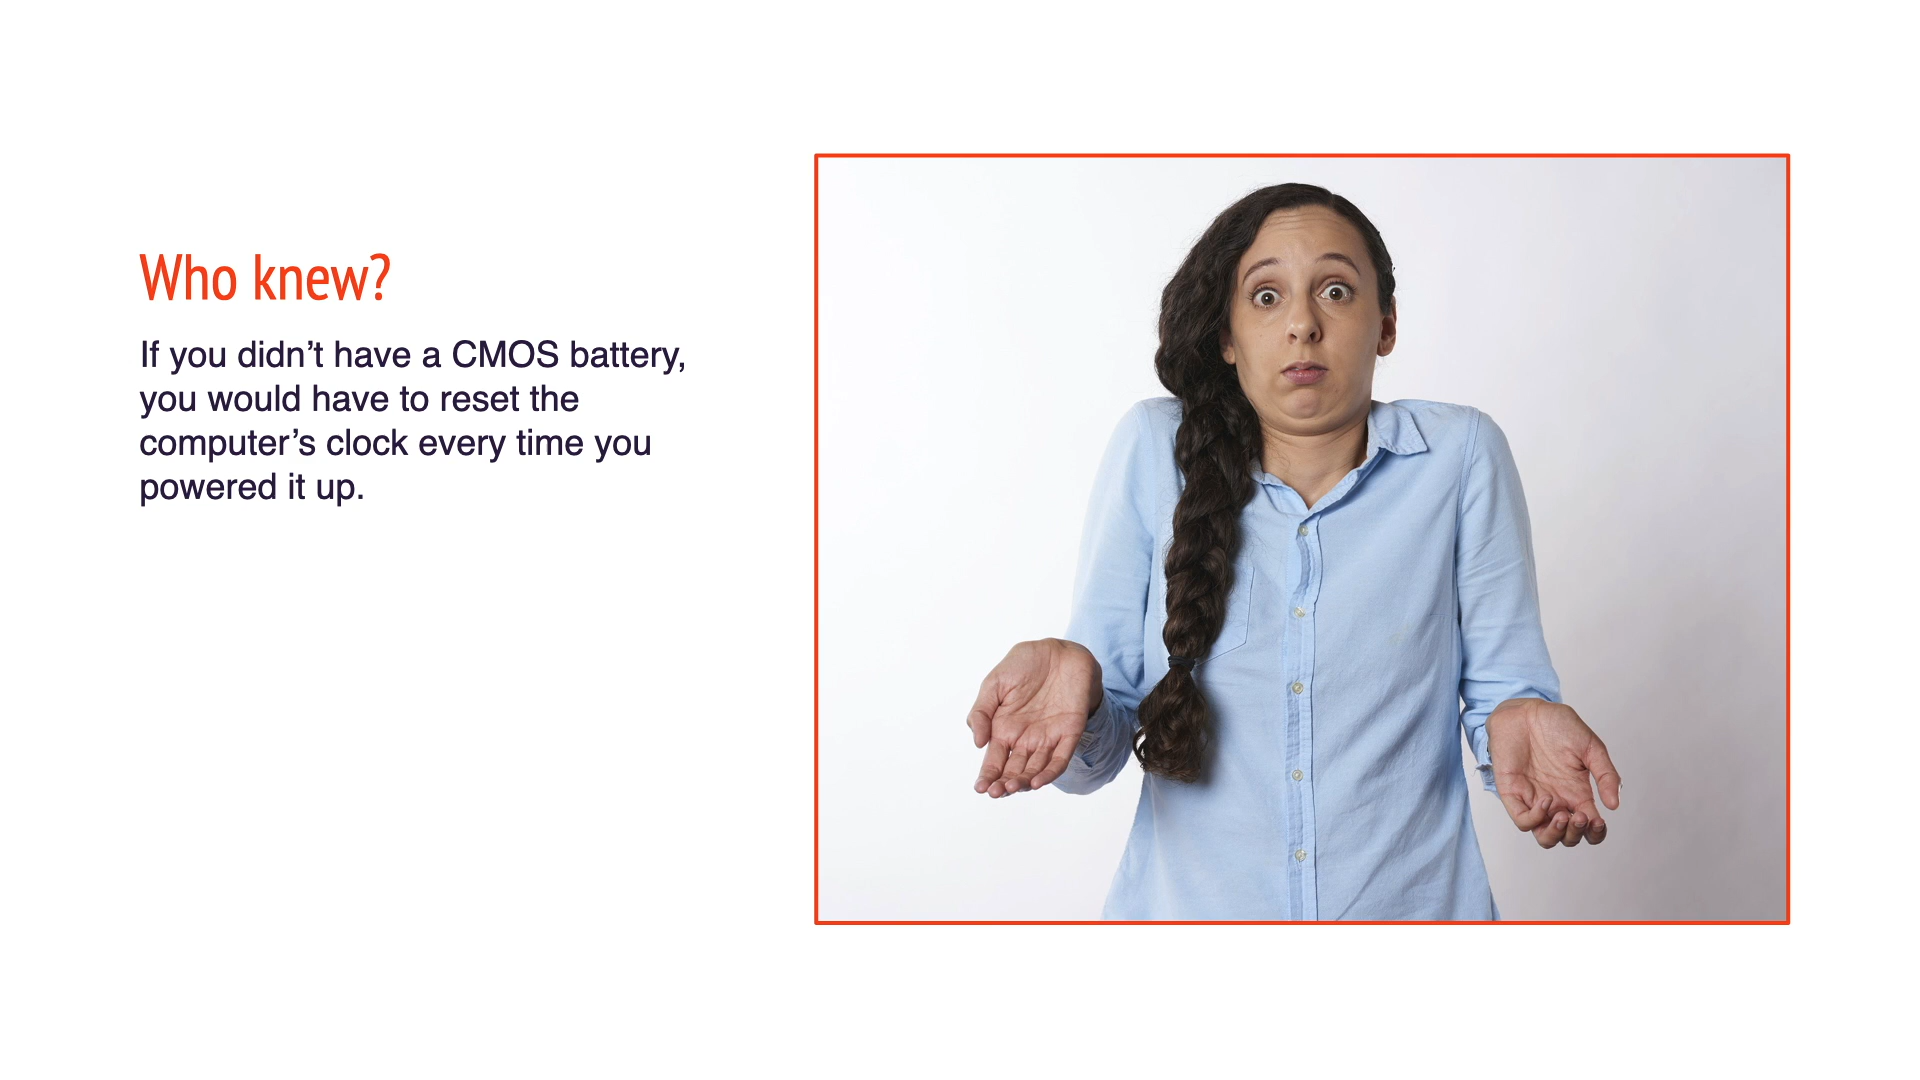 Who knew?
If you didn’t have a CMOS battery,
you would have to reset the
computer’s clock every time you
powered it up.